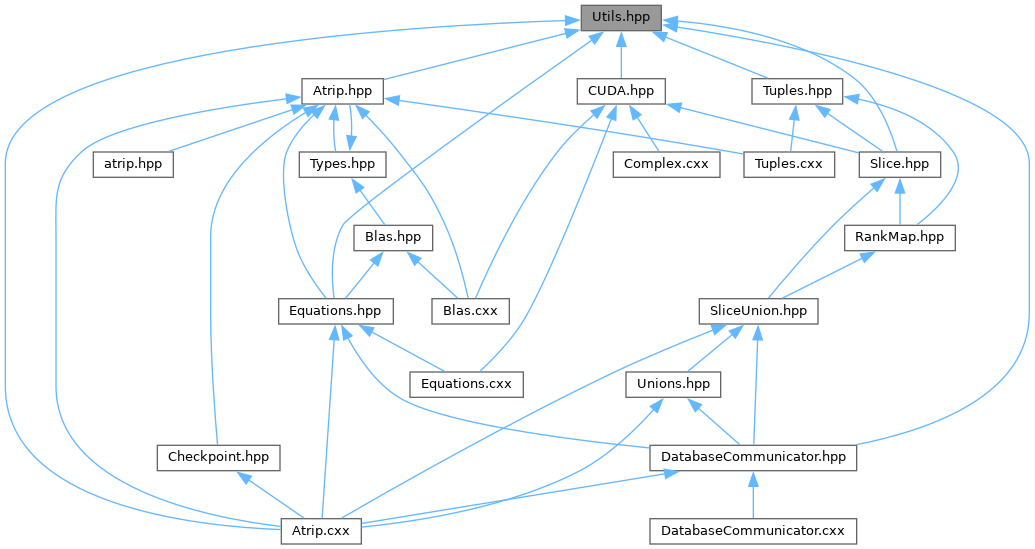 Utils.hpp
Atrip.hpp
CUDA.hpp
Tuples.hpp
atrip.hpp
Types.hpp
Complex.cxx
Tuples.cxx
Slice.hpp
Blas.hpp
RankMap.hpp
Equations.hpp
Blas.cxx
SliceUnion.hpp
Equations.cxx
Unions.hpp
Checkpoint.hpp
DatabaseCommunicator.hpp
Atrip.cxx
DatabaseCommunicator.cxx